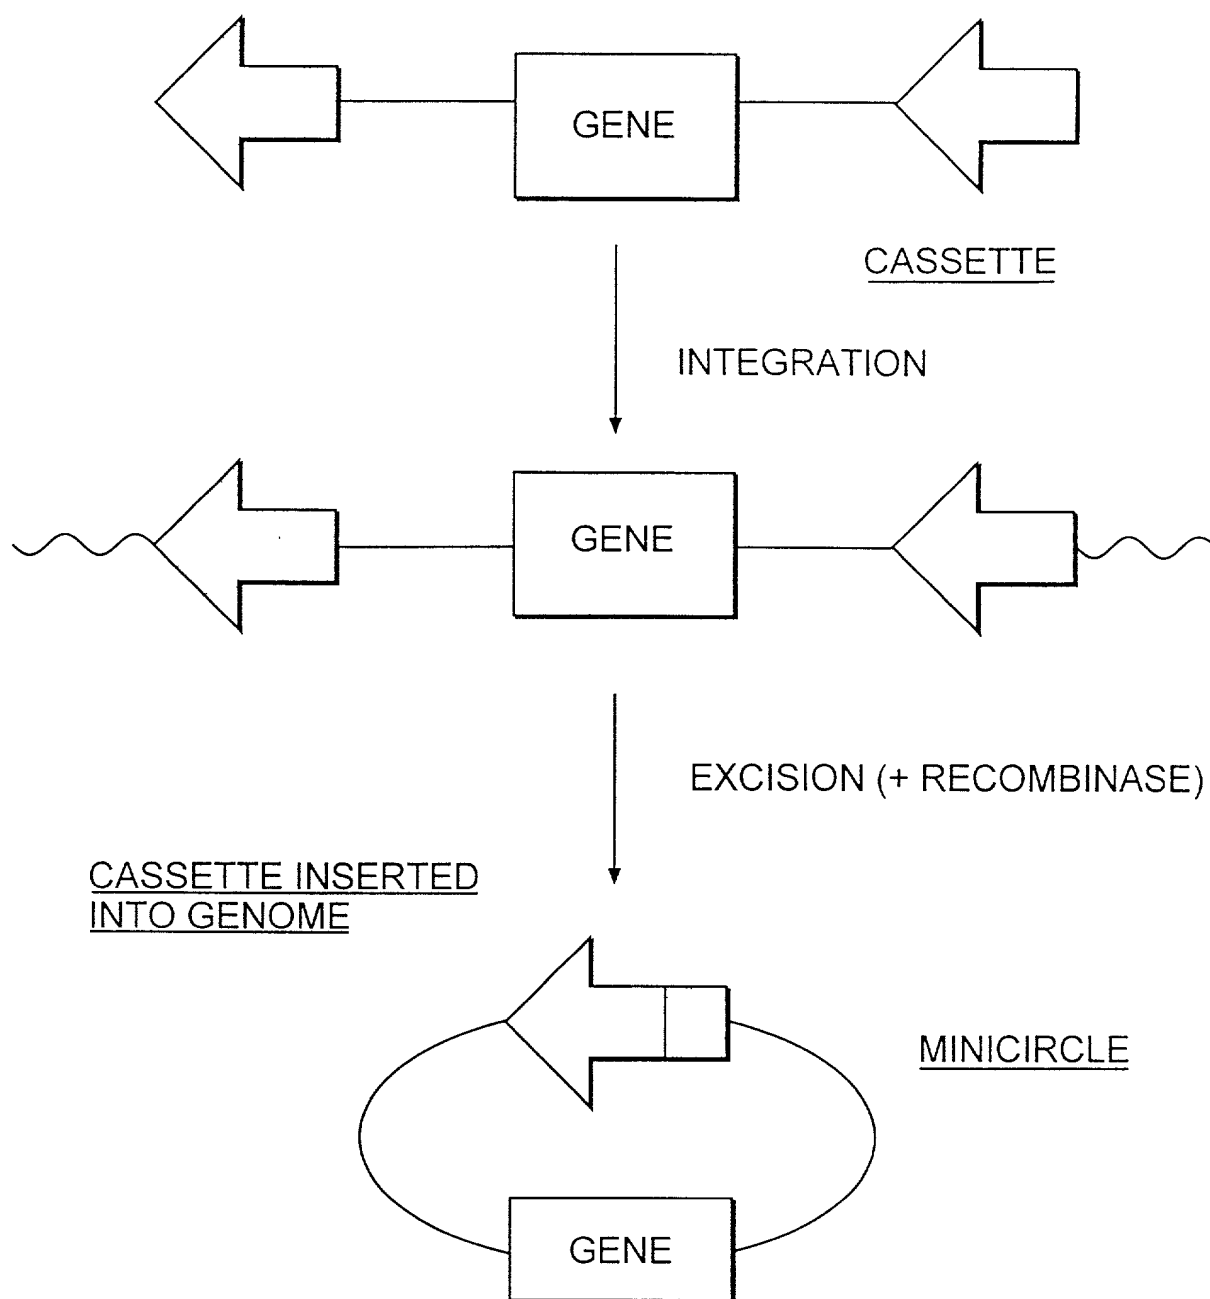 GENE
CASSETTE
INTEGRATION
GENE
EXCISION (+ RECOMBINASE)
CASSETTE INSERTED
INTO GENOME
MINICIRCLE
GENE